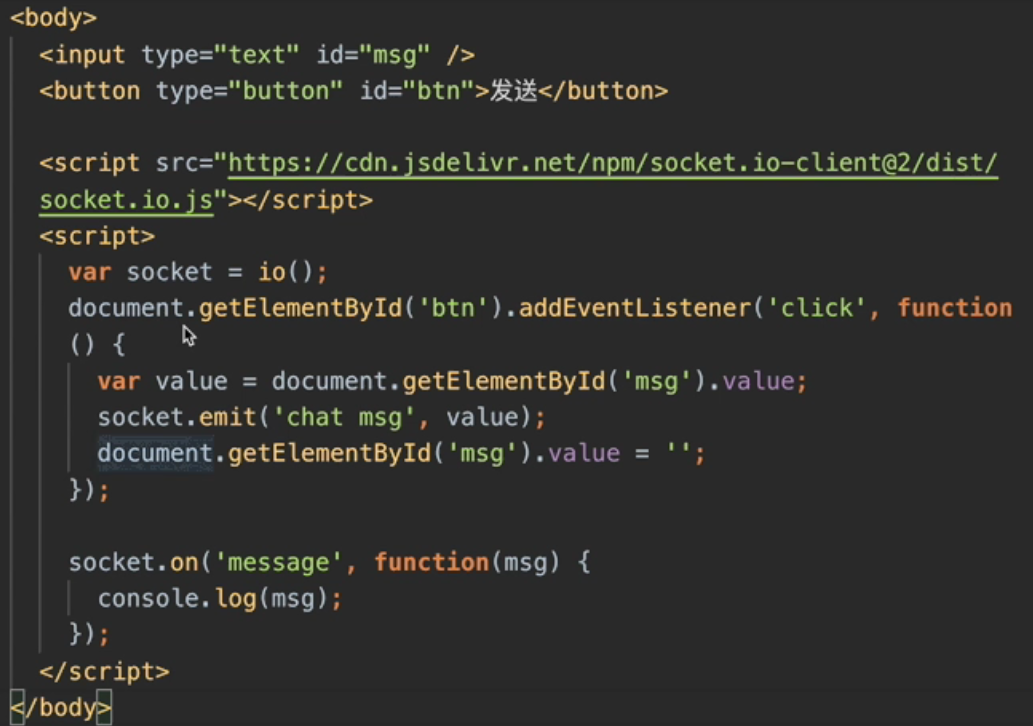 <body>
<input type="text" id="msg" />
<button type="button" id="btn">发送</button>
<script src="https://cdn.jsdelivr.net/npm/socket.io-client@2/dist/
socket.io.js"></script>
<script>
var socket = io();
document.getElementById('btn').addEventListener('click', function
() {
var value = document.getElementById('msg').value;
socket.emit('chat msg', value);
document.getElementById('msg').value = '';
});
socket.on('message', function(msg) {
console.log(msg);
});
</script>
</body>